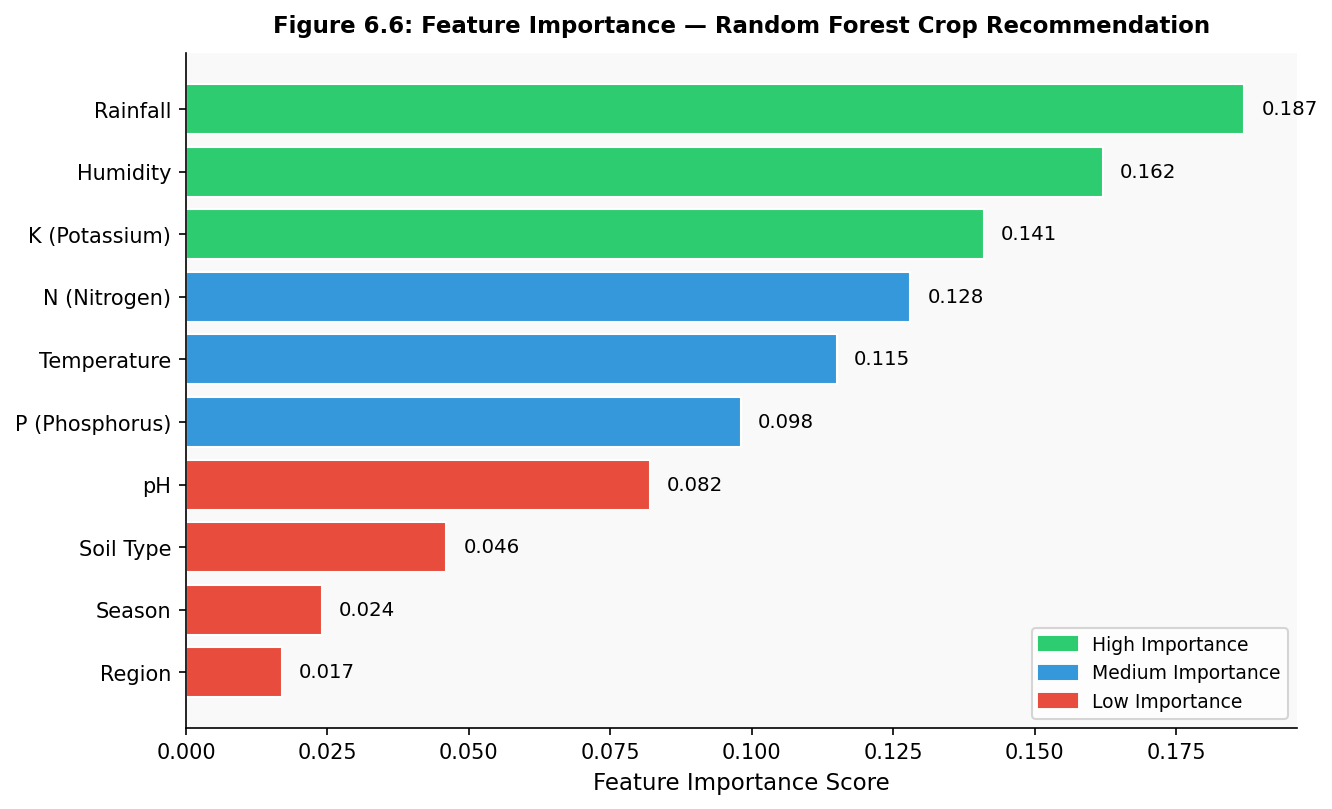 Figure 6.6: Feature Importance — Random Forest Crop Recommendation
Rainfall 0.187
Humidity 0.162
K (Potassium) 0.141
N (Nitrogen) 0.128
Temperature 0.115
P (Phosphorus) 0.098
pH 0.082
Soil Type 0.046
Season 0.024
Region 0.017
High Importance
Medium Importance
Low Importance
0.000 0.025 0.050 0.075 0.100 0.125 0.150 0.175
Feature Importance Score